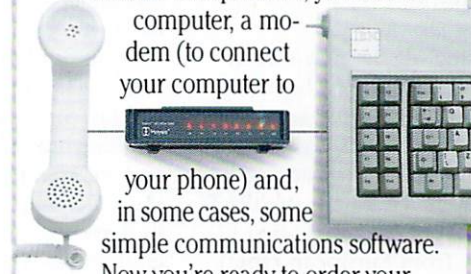 computer, a mo-
dem (to connect
your computer to
your phone) and,
in some cases, some
simple communications software.
Now you're ready to order your